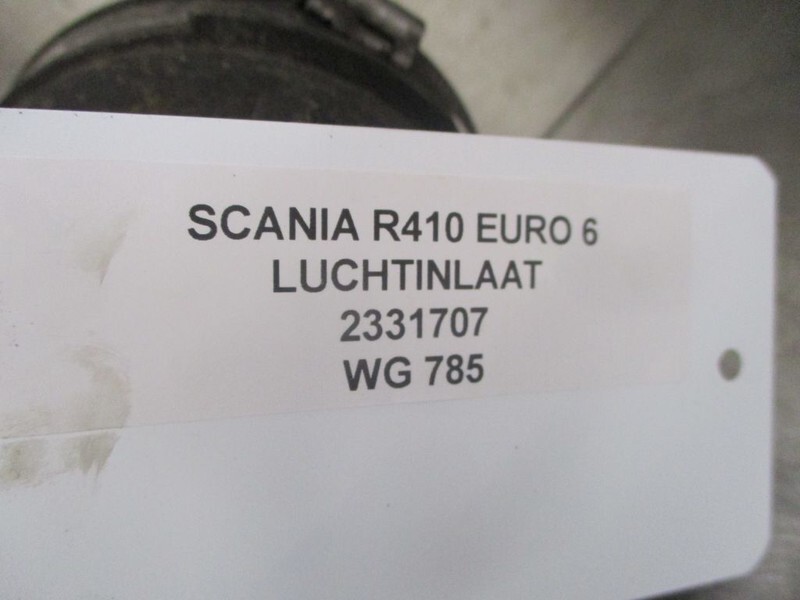 SCANIA R410 EURO 6
LUCHTINLAAT
2331707
WG 785